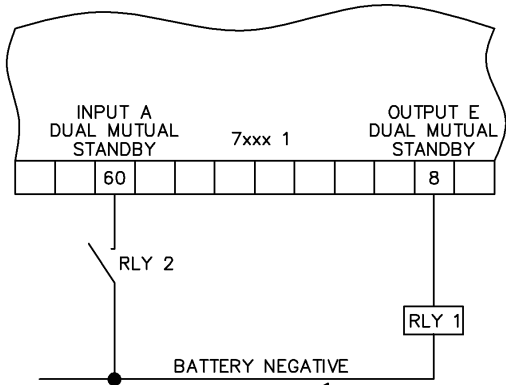 INPUT A
DUAL MUTUAL
STANDBY
7xxx 1
OUTPUT E
DUAL MUTUAL
STANDBY
60
8
RLY 2
RLY 1
BATTERY NEGATIVE